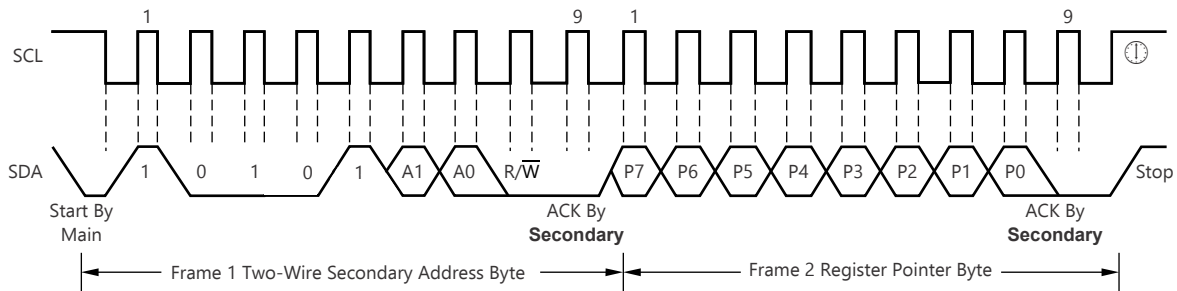 1 9 1 9
SCL
SDA 1 0 1 0 1 A1 A0 R/W̅ P7 P6 P5 P4 P3 P2 P1 P0 Stop
Start By
Main
ACK By
Secondary
ACK By
Secondary
Frame 1 Two-Wire Secondary Address Byte
Frame 2 Register Pointer Byte